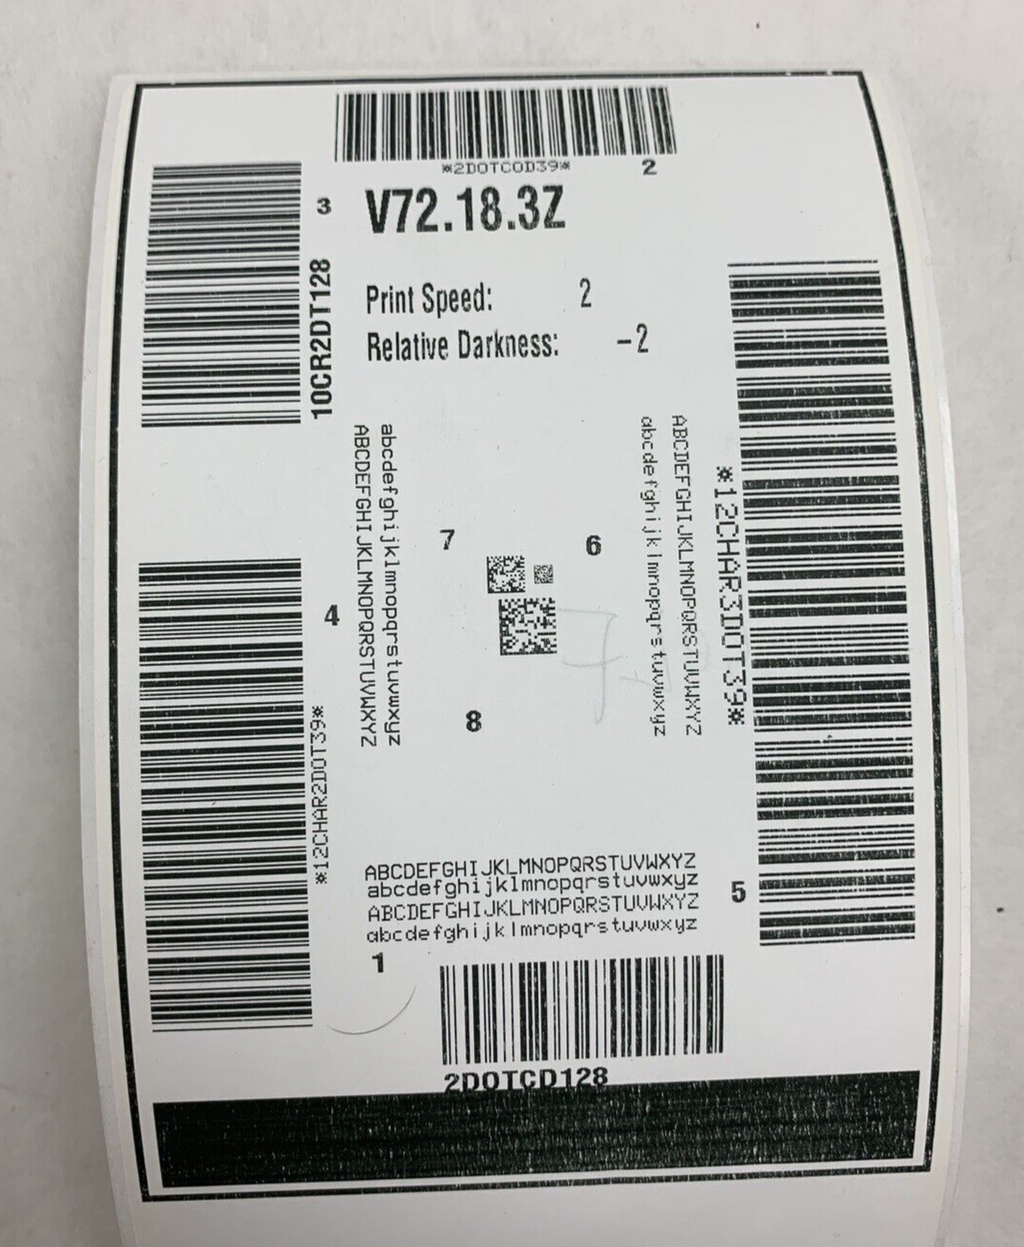 *2DOTCOD39*
2
3
V72.18.3Z
10CR2DT128
Print Speed: 2
Relative Darkness: -2
abcdefghijklmnopqrstuvwxyz
ABCDEFGHIJKLMNOPQRSTUVWXYZ
ABCDEFGHIJKLMNOPQRSTUVWXYZ
abcdefghijklmnopqrstuvwxyz
*12CHAR3DOT39*
7
6
4
8
*12CHAR2DOT39*
ABCDEFGHIJKLMNOPQRSTUVWXYZ
abcdefghijklmnopqrstuvwxyz
ABCDEFGHIJKLMNOPQRSTUVWXYZ
abcdefghijklmnopqrstuvwxyz
5
1
2DOTCD128